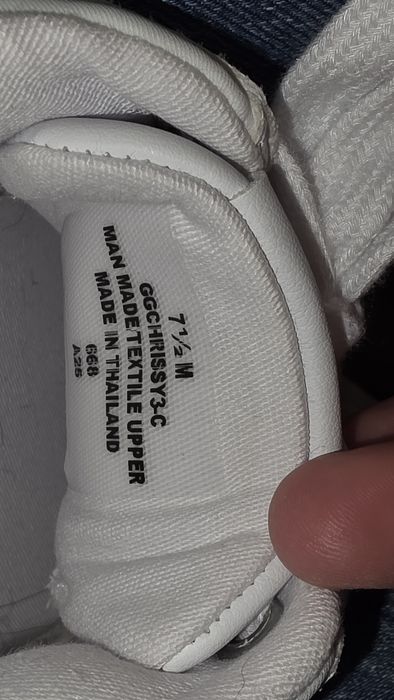 7½ M
GGCHRISSY3-C
MAN MADE/TEXTILE UPPER
MADE IN THAILAND
668
A26